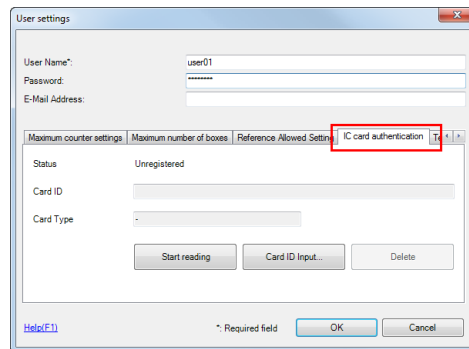 User settings
User Name*: user01
Password: ********
E-Mail Address:
Maximum counter settings Maximum number of boxes Reference Allowed Setting IC card authentication
Status Unregistered
Card ID
Card Type -
Start reading Card ID Input... Delete
Help(F1) *: Required field OK Cancel